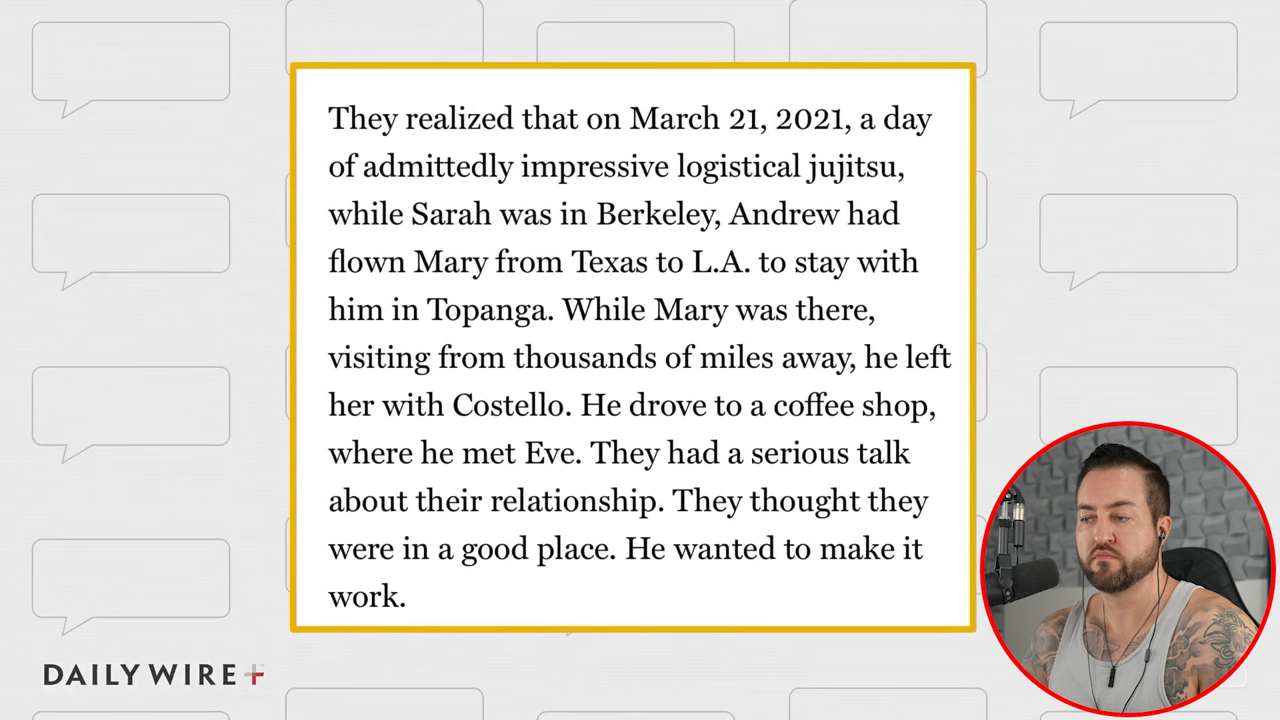 They realized that on March 21, 2021, a day
of admittedly impressive logistical jujitsu,
while Sarah was in Berkeley, Andrew had
flown Mary from Texas to L.A. to stay with
him in Topanga. While Mary was there,
visiting from thousands of miles away, he left
her with Costello. He drove to a coffee shop,
where he met Eve. They had a serious talk
about their relationship. They thought they
were in a good place. He wanted to make it
work.
DAILY WIRE+